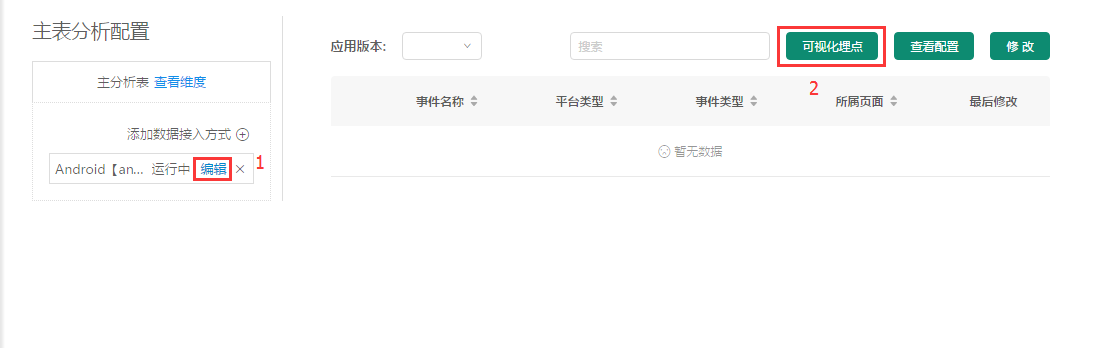 主表分析配置
主分析表 查看维度
添加数据接入方式
Android【an... 运行中 编辑 ×
1
应用版本:
搜索
可视化埋点
查看配置
修 改
2
事件名称 平台类型 事件类型 所属页面 最后修改
暂无数据